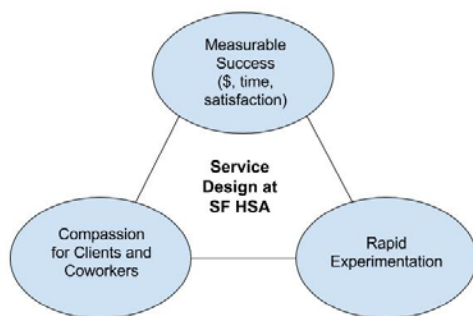 Measurable
Success
($, time,
satisfaction)
Service
Design at
SF HSA
Compassion
for Clients and
Coworkers
Rapid
Experimentation